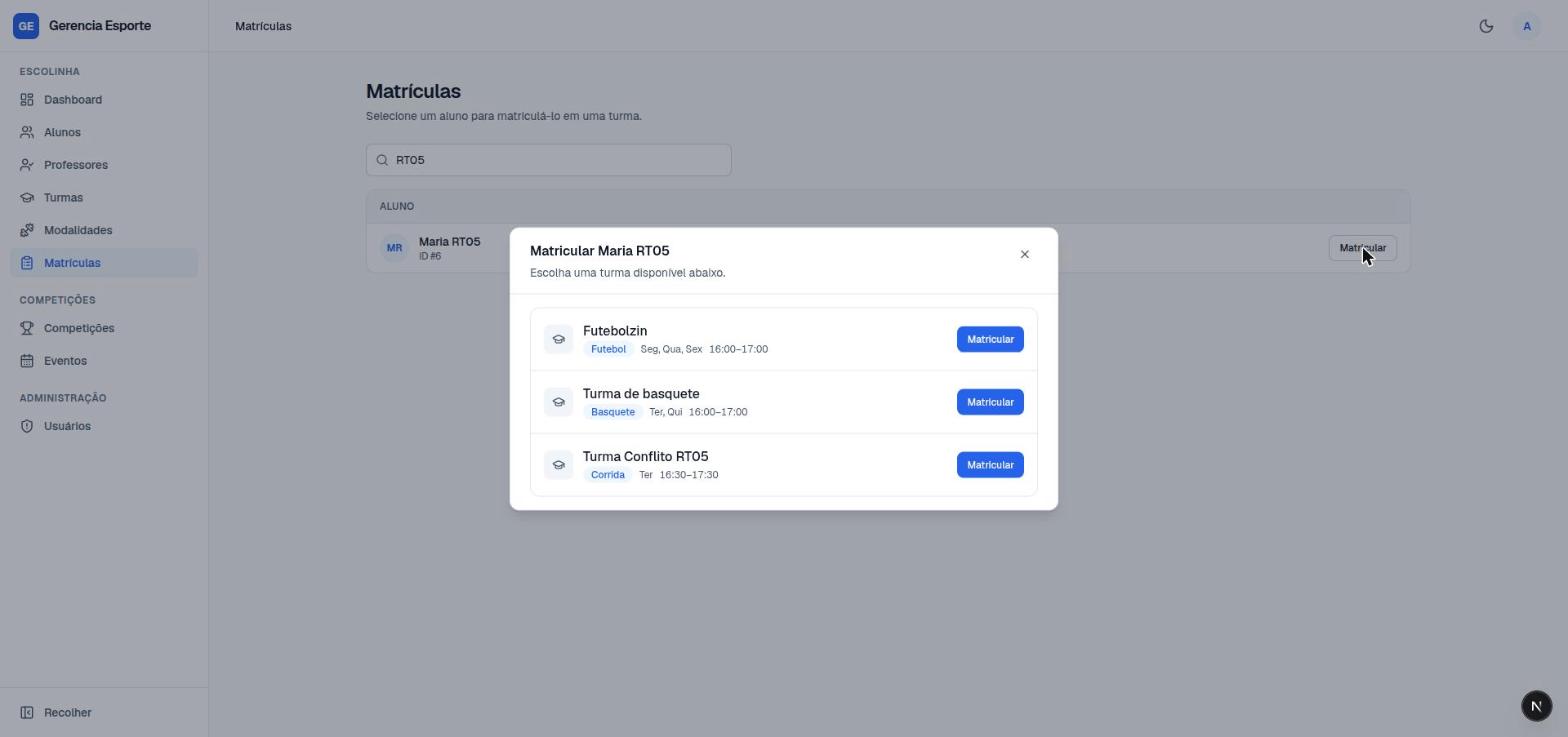 GE Gerencia Esporte
Matrículas
A
ESCOLINHA
Dashboard
Alunos
Professores
Turmas
Modalidades
Matrículas
COMPETIÇÕES
Competições
Eventos
ADMINISTRAÇÃO
Usuários
Recolher
Matrículas
Selecione um aluno para matriculá-lo em uma turma.
RT05
ALUNO
MR
Maria RT05
ID #6
Matricular
Matricular Maria RT05
Escolha uma turma disponível abaixo.
Futebolzin
Futebol Seg, Qua, Sex 16:00–17:00
Matricular
Turma de basquete
Basquete Ter, Qui 16:00–17:00
Matricular
Turma Conflito RT05
Corrida Ter 16:30–17:30
Matricular
N